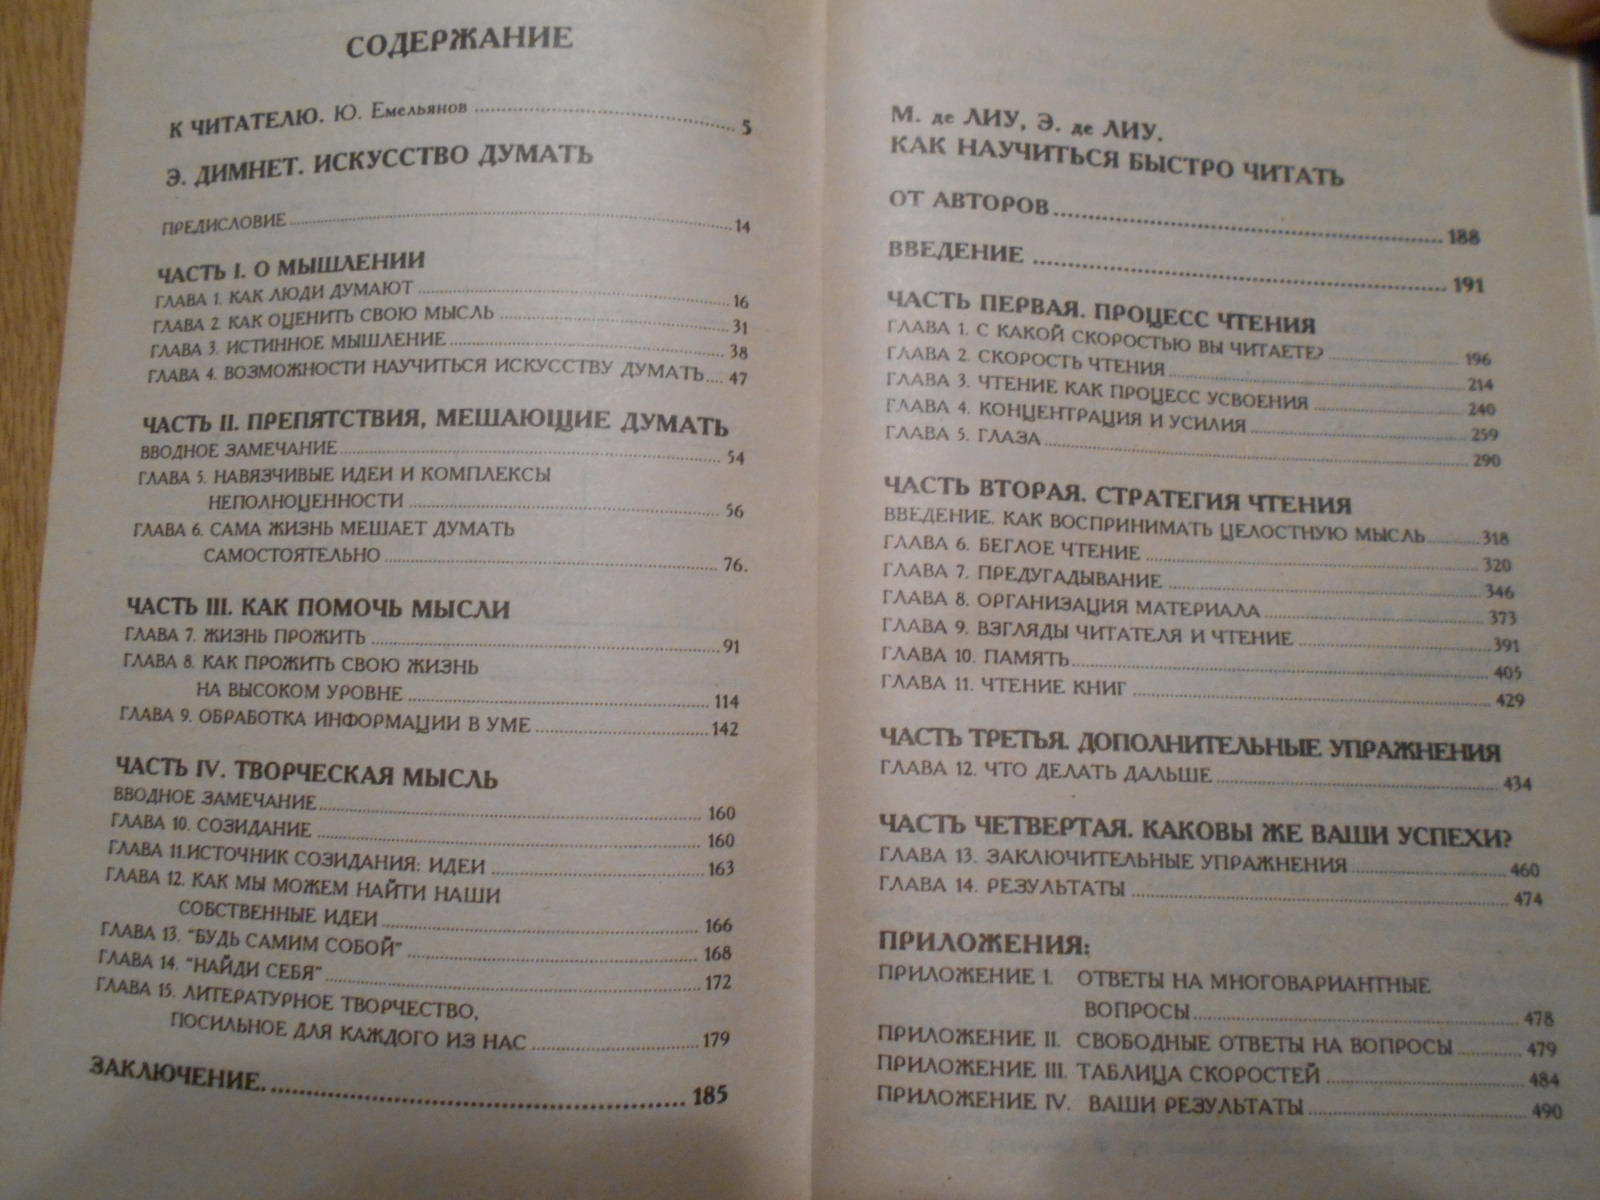 СОДЕРЖАНИЕ
К ЧИТАТЕЛЮ. Ю. Емельянов ........ 5
Э. ДИМНЕТ. ИСКУССТВО ДУМАТЬ
ПРЕДИСЛОВИЕ ........ 14
ЧАСТЬ I. О МЫШЛЕНИИ
ГЛАВА 1. КАК ЛЮДИ ДУМАЮТ ........ 16
ГЛАВА 2. КАК ОЦЕНИТЬ СВОЮ МЫСЛЬ ........ 31
ГЛАВА 3. ИСТИННОЕ МЫШЛЕНИЕ ........ 38
ГЛАВА 4. ВОЗМОЖНОСТИ НАУЧИТЬСЯ ИСКУССТВУ ДУМАТЬ .... 47
ЧАСТЬ II. ПРЕПЯТСТВИЯ, МЕШАЮЩИЕ ДУМАТЬ
ВВОДНОЕ ЗАМЕЧАНИЕ ........ 54
ГЛАВА 5. НАВЯЗЧИВЫЕ ИДЕИ И КОМПЛЕКСЫ
НЕПОЛНОЦЕННОСТИ ........ 56
ГЛАВА 6. САМА ЖИЗНЬ МЕШАЕТ ДУМАТЬ
САМОСТОЯТЕЛЬНО ........ 76.
ЧАСТЬ III. КАК ПОМОЧЬ МЫСЛИ
ГЛАВА 7. ЖИЗНЬ ПРОЖИТЬ ........ 91
ГЛАВА 8. КАК ПРОЖИТЬ СВОЮ ЖИЗНЬ
НА ВЫСОКОМ УРОВНЕ ........ 114
ГЛАВА 9. ОБРАБОТКА ИНФОРМАЦИИ В УМЕ ........ 142
ЧАСТЬ IV. ТВОРЧЕСКАЯ МЫСЛЬ
ВВОДНОЕ ЗАМЕЧАНИЕ ........ 160
ГЛАВА 10. СОЗИДАНИЕ ........ 160
ГЛАВА 11.ИСТОЧНИК СОЗИДАНИЯ: ИДЕИ ........ 163
ГЛАВА 12. КАК МЫ МОЖЕМ НАЙТИ НАШИ
СОБСТВЕННЫЕ ИДЕИ ........ 166
ГЛАВА 13. "БУДЬ САМИМ СОБОЙ" ........ 168
ГЛАВА 14. "НАЙДИ СЕБЯ" ........ 172
ГЛАВА 15. ЛИТЕРАТУРНОЕ ТВОРЧЕСТВО,
ПОСИЛЬНОЕ ДЛЯ КАЖДОГО ИЗ НАС ........ 179
ЗАКЛЮЧЕНИЕ. ........ 185
М. де ЛИУ, Э. де ЛИУ.
КАК НАУЧИТЬСЯ БЫСТРО ЧИТАТЬ
ОТ АВТОРОВ ........ 188
ВВЕДЕНИЕ ........ 191
ЧАСТЬ ПЕРВАЯ. ПРОЦЕСС ЧТЕНИЯ
ГЛАВА 1. С КАКОЙ СКОРОСТЬЮ ВЫ ЧИТАЕТЕ? ........ 196
ГЛАВА 2. СКОРОСТЬ ЧТЕНИЯ ........ 214
ГЛАВА 3. ЧТЕНИЕ КАК ПРОЦЕСС УСВОЕНИЯ ........ 240
ГЛАВА 4. КОНЦЕНТРАЦИЯ И УСИЛИЯ ........ 259
ГЛАВА 5. ГЛАЗА ........ 290
ЧАСТЬ ВТОРАЯ. СТРАТЕГИЯ ЧТЕНИЯ
ВВЕДЕНИЕ. КАК ВОСПРИНИМАТЬ ЦЕЛОСТНУЮ МЫСЛЬ ........ 318
ГЛАВА 6. БЕГЛОЕ ЧТЕНИЕ ........ 320
ГЛАВА 7. ПРЕДУГАДЫВАНИЕ ........ 346
ГЛАВА 8. ОРГАНИЗАЦИЯ МАТЕРИАЛА ........ 373
ГЛАВА 9. ВЗГЛЯДЫ ЧИТАТЕЛЯ И ЧТЕНИЕ ........ 391
ГЛАВА 10. ПАМЯТЬ ........ 405
ГЛАВА 11. ЧТЕНИЕ КНИГ ........ 429
ЧАСТЬ ТРЕТЬЯ. ДОПОЛНИТЕЛЬНЫЕ УПРАЖНЕНИЯ
ГЛАВА 12. ЧТО ДЕЛАТЬ ДАЛЬШЕ ........ 434
ЧАСТЬ ЧЕТВЕРТАЯ. КАКОВЫ ЖЕ ВАШИ УСПЕХИ?
ГЛАВА 13. ЗАКЛЮЧИТЕЛЬНЫЕ УПРАЖНЕНИЯ ........ 460
ГЛАВА 14. РЕЗУЛЬТАТЫ ........ 474
ПРИЛОЖЕНИЯ:
ПРИЛОЖЕНИЕ I. ОТВЕТЫ НА МНОГОВАРИАНТНЫЕ
ВОПРОСЫ ........ 478
ПРИЛОЖЕНИЕ II. СВОБОДНЫЕ ОТВЕТЫ НА ВОПРОСЫ ........ 479
ПРИЛОЖЕНИЕ III. ТАБЛИЦА СКОРОСТЕЙ ........ 484
ПРИЛОЖЕНИЕ IV. ВАШИ РЕЗУЛЬТАТЫ ........ 490